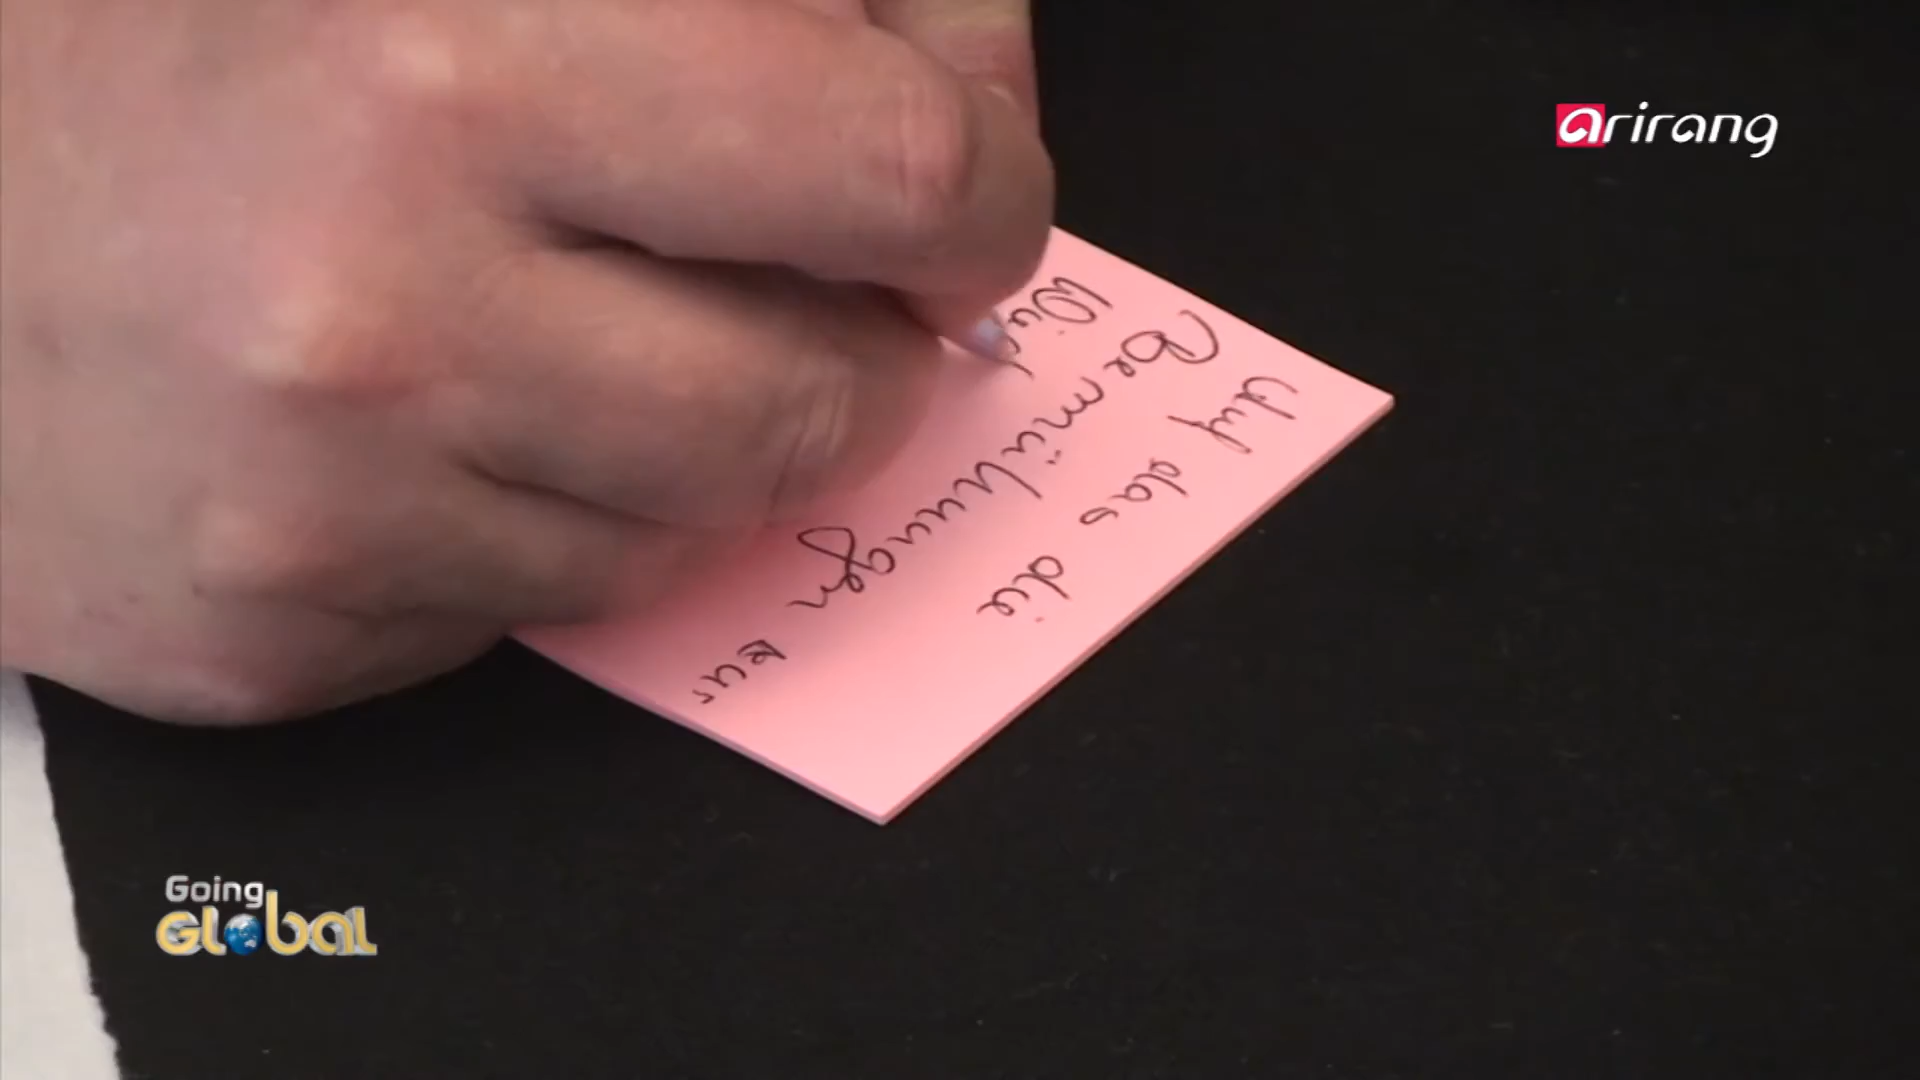 arirang
Auf das die
Bemühungen zur
Going
GLobaL